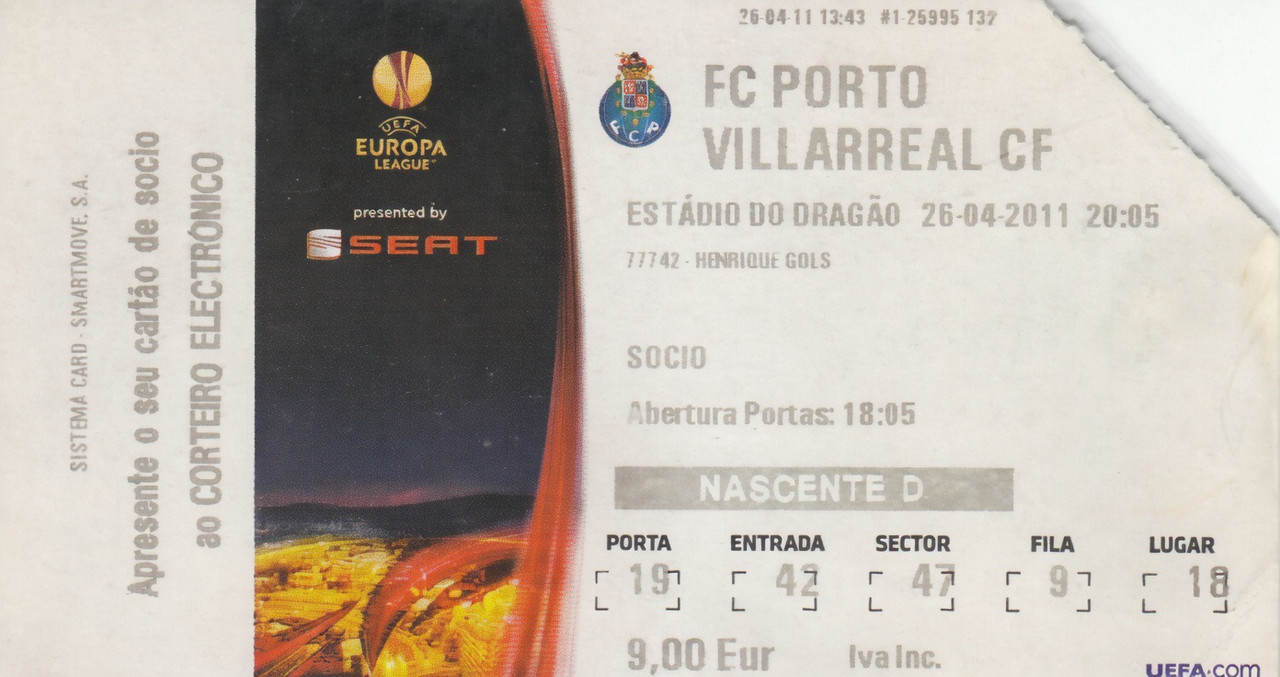 SISTEMA CARD - SMARTMOVE, S.A.
Apresente o seu cartão de socio
ao CORTEIRO ELECTRÓNICO
UEFA
EUROPA
LEAGUE™
presented by
SEAT
26-04-11 13:43 #1-25995 132
FCP
FC PORTO
VILLARREAL CF
ESTÁDIO DO DRAGÃO 26-04-2011 20:05
77742 - HENRIQUE GOLS
SOCIO
Abertura Portas: 18:05
NASCENTE D
PORTA ENTRADA SECTOR FILA LUGAR
19 42 47 9 18
9,00 Eur Iva Inc.
UEFA.com